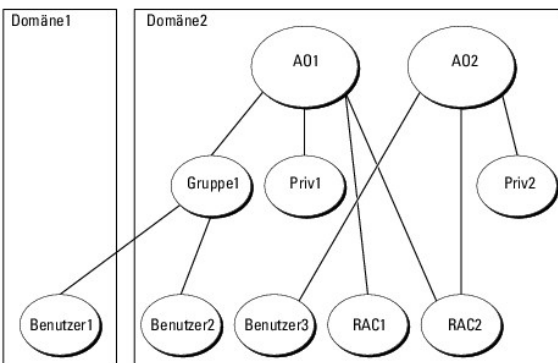 Domäne1
Domäne2
AO1
AO2
Gruppe1
Priv1
Priv2
Benutzer1
Benutzer2
Benutzer3
RAC1
RAC2